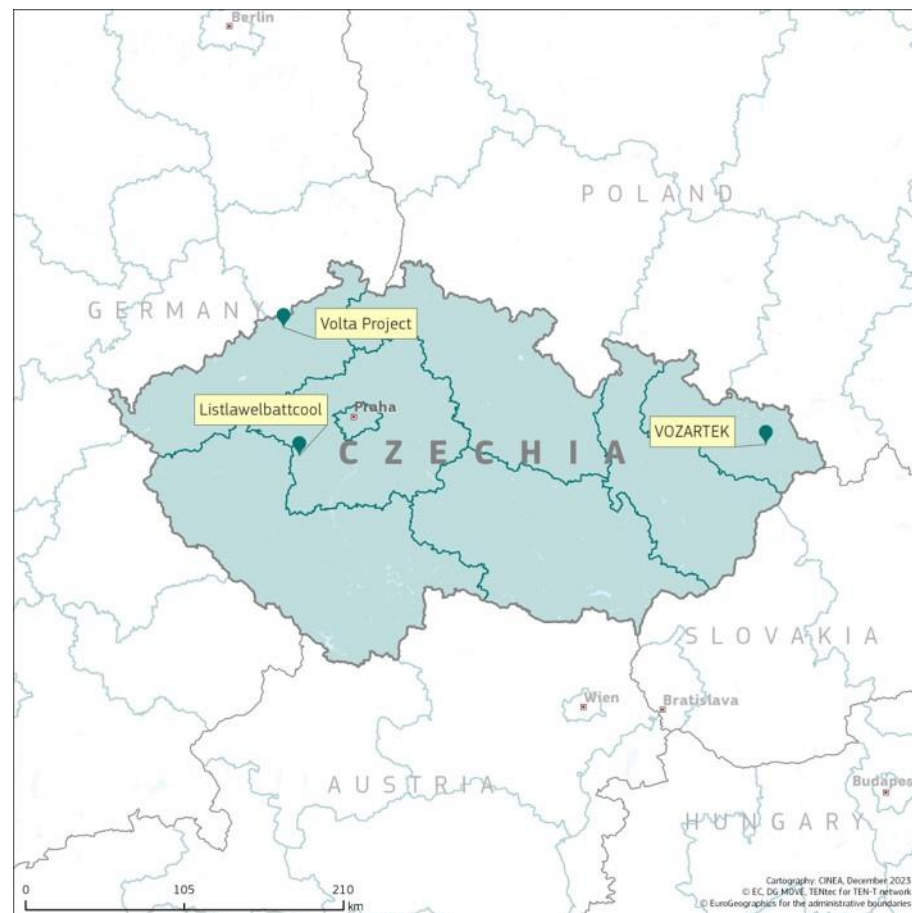 Berlin
POLAND
GERMANY
Volta Project
Listlawelbattcool
Praha
VOZARTEK
CZECHIA
SLOVAKIA
Wien
Bratislava
AUSTRIA
Budapes
HUNGARY
0 105 210
km
Cartography: CINEA, December 2023
© EC, DG MOVE, TENtec for TEN-T network
© EuroGeographics for the administrative boundaries